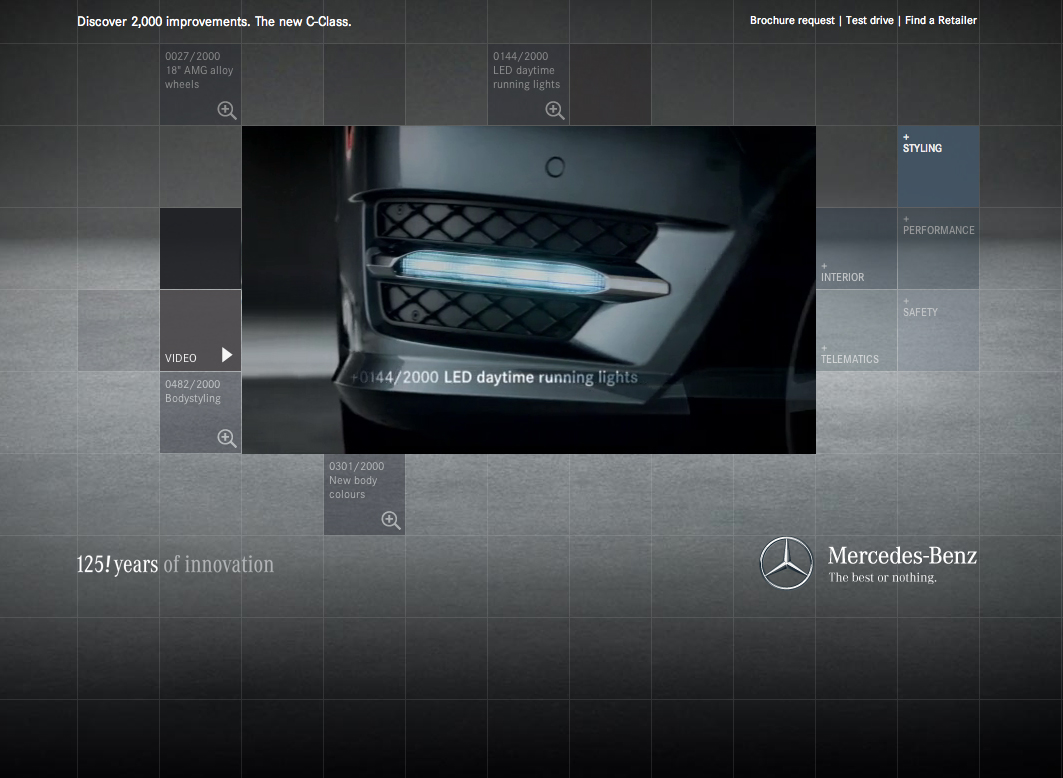 Discover 2,000 improvements. The new C-Class.
Brochure request | Test drive | Find a Retailer
0027/2000
18" AMG alloy
wheels
0144/2000
LED daytime
running lights
+
STYLING
+
PERFORMANCE
+
INTERIOR
+
SAFETY
+
TELEMATICS
VIDEO
0482/2000
Bodystyling
+0144/2000 LED daytime running lights
0301/2000
New body
colours
125! years of innovation
Mercedes-Benz
The best or nothing.